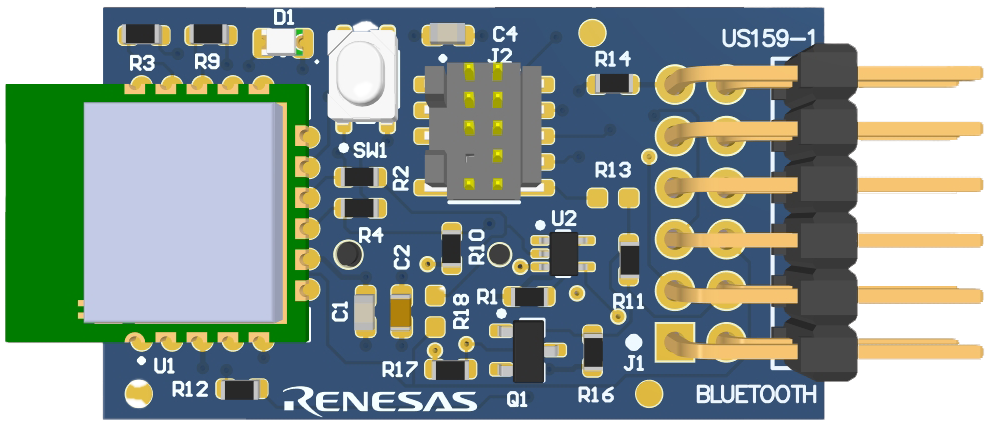 D1
C4
US159-1
J2
R3
R9
R14
SW1
R2
R13
R4
U2
C2
R10
R1
R11
C1
R18
U1
R17
J1
R12
RENESAS
Q1
R16
BLUETOOTH